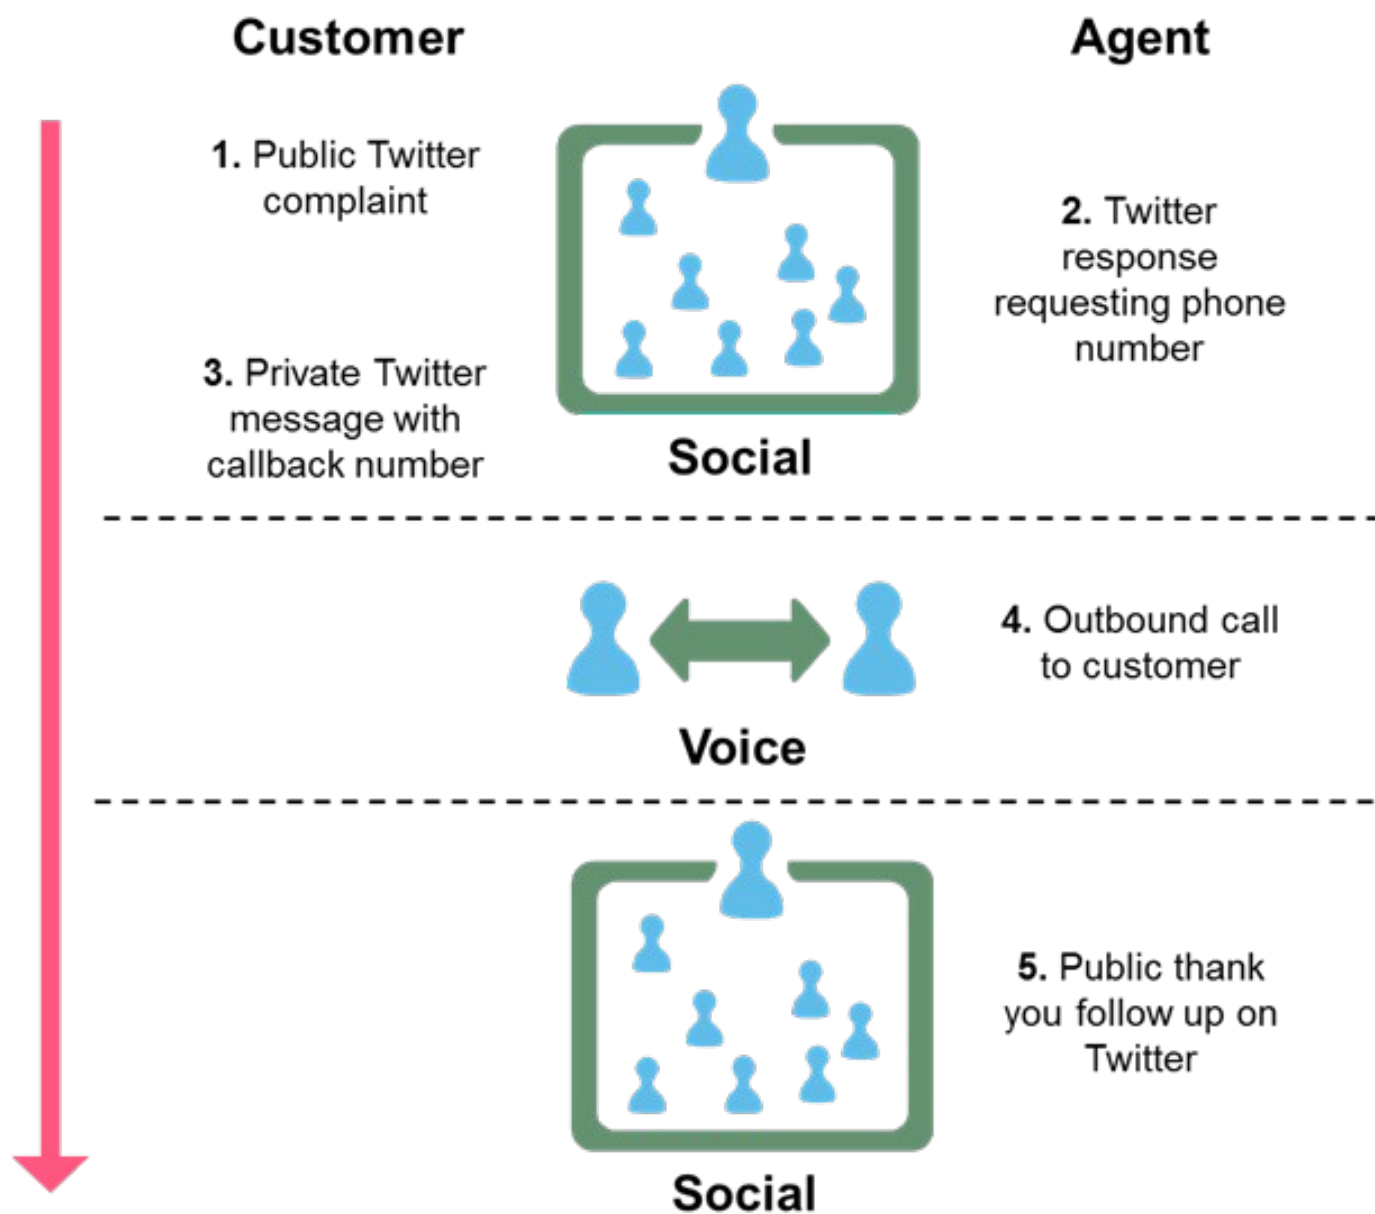 Customer
Agent
1. Public Twitter
complaint
2. Twitter
response
requesting phone
number
3. Private Twitter
message with
callback number
Social
4. Outbound call
to customer
Voice
5. Public thank
you follow up on
Twitter
Social